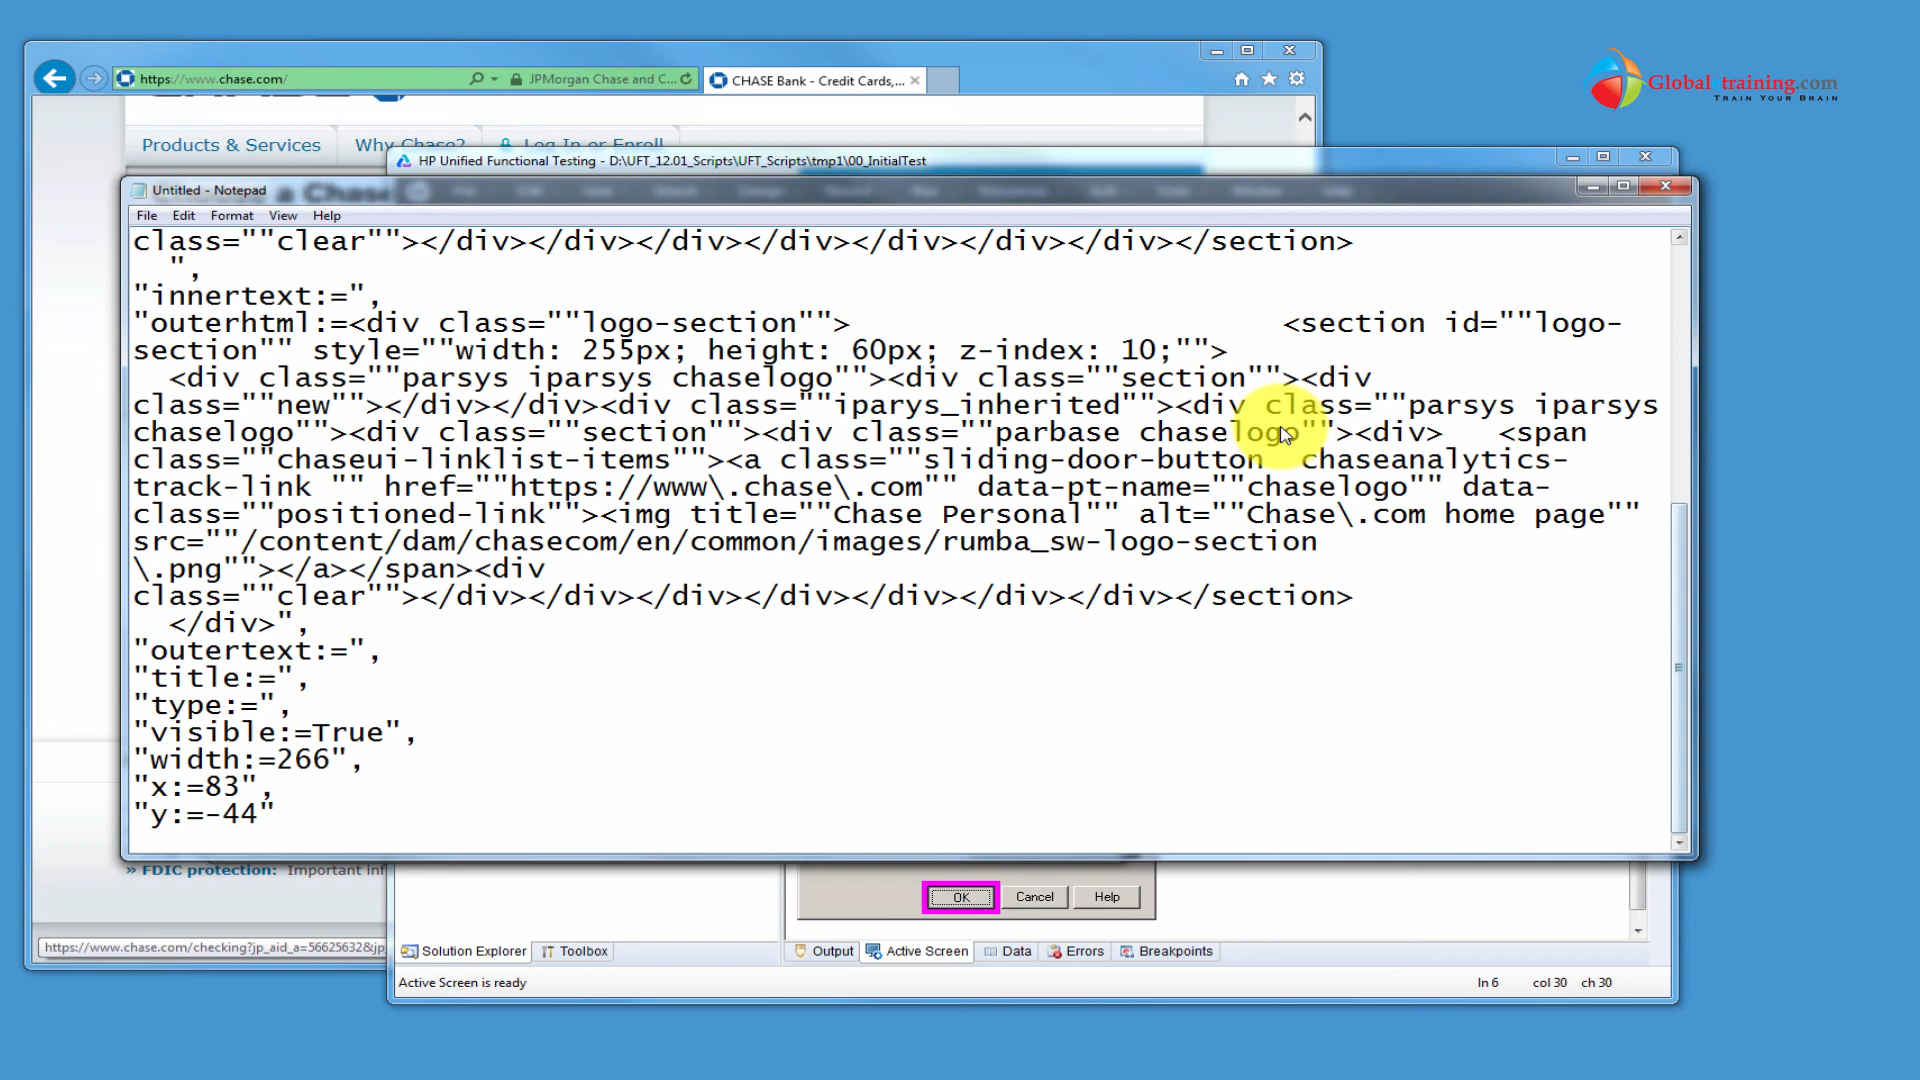 https://www.chase.com/
JPMorgan Chase and C...
CHASE Bank - Credit Cards,...
Global training.com
TRAIN YOUR BRAIN
Products & Services
Why Chase?
Log In or Enroll
HP Unified Functional Testing - D:\UFT_12.01_Scripts\UFT_Scripts\tmp1\00_InitialTest
a Chase
Untitled - Notepad
File Edit Format View Help
class=""clear""></div></div></div></div></div></div></div></section>
",
"innertext:=",
"outerhtml:=<div class=""logo-section""> <section id=""logo-
section"" style=""width: 255px; height: 60px; z-index: 10;"">
<div class=""parsys iparsys chaselogo""><div class=""section""><div
class=""new""></div></div><div class=""iparys_inherited""><div class=""parsys iparsys
chaselogo""><div class=""section""><div class=""parbase chaselogo""><div> <span
class=""chaseui-linklist-items""><a class=""sliding-door-button chaseanalytics-
track-link "" href=""https://www\.chase\.com"" data-pt-name=""chaselogo"" data-
class=""positioned-link""><img title=""Chase Personal"" alt=""Chase\.com home page""
src=""/content/dam/chasecom/en/common/images/rumba_sw-logo-section
\.png""></a></span><div
class=""clear""></div></div></div></div></div></div></div></section>
</div>",
"outertext:=",
"title:=",
"type:=",
"visible:=True",
"width:=266",
"x:=83",
"y:=-44"
» FDIC protection: Important inf
OK Cancel Help
https://www.chase.com/checking?jp_aid_a=56625632&jp
Solution Explorer Toolbox
Output Active Screen Data Errors Breakpoints
Active Screen is ready
ln 6 col 30 ch 30